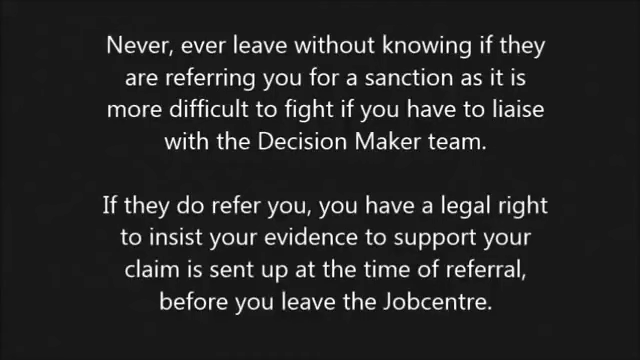 Never, ever leave without knowing if they
are referring you for a sanction as it is
more difficult to fight if you have to liaise
with the Decision Maker team.
If they do refer you, you have a legal right
to insist your evidence to support your
claim is sent up at the time of referral,
before you leave the Jobcentre.